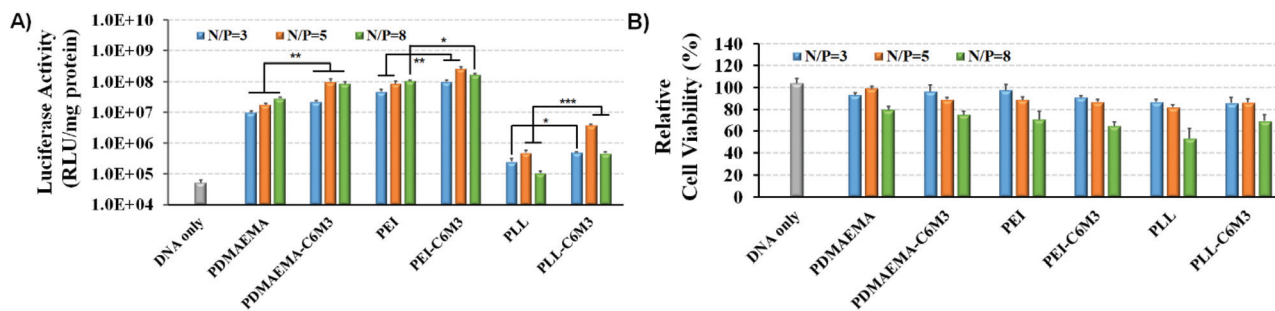 A)
Luciferase Activity
(RLU/mg protein)
1.0E+10
1.0E+09
1.0E+08
1.0E+07
1.0E+06
1.0E+05
1.0E+04
N/P=3 N/P=5 N/P=8
**
**
*
*
***
DNA only
PDMAEMA
PDMAEMA-C6M3
PEI
PEI-C6M3
PLL
PLL-C6M3
B)
Relative
Cell Viability (%)
140
120
100
80
60
40
20
0
N/P=3 N/P=5 N/P=8
DNA only
PDMAEMA
PDMAEMA-C6M3
PEI
PEI-C6M3
PLL
PLL-C6M3